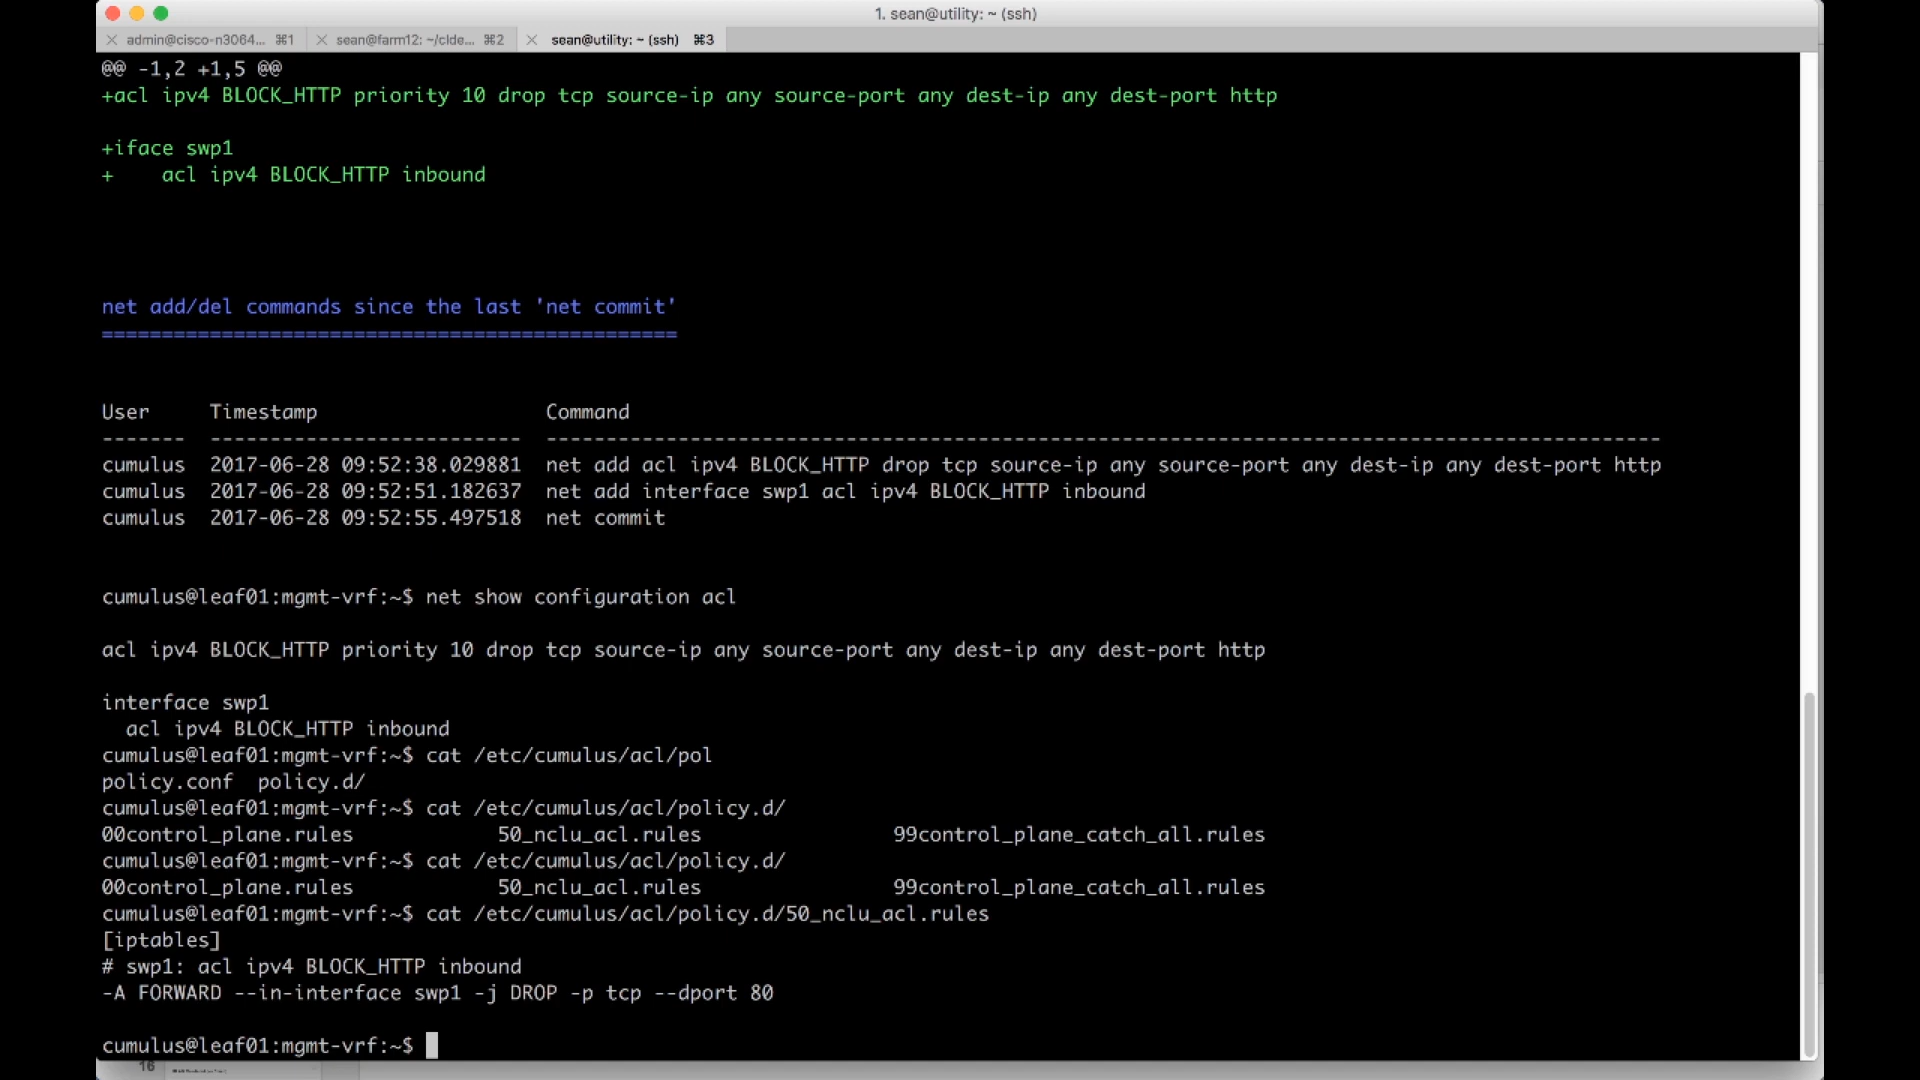 1. sean@utility: ~ (ssh)
admin@cisco-n3064... ⌘1 sean@farm12: ~/clde... ⌘2 sean@utility: ~ (ssh) ⌘3
@@ -1,2 +1,5 @@
+acl ipv4 BLOCK_HTTP priority 10 drop tcp source-ip any source-port any dest-ip any dest-port http
+iface swp1
+    acl ipv4 BLOCK_HTTP inbound
net add/del commands since the last 'net commit'
================================================
User     Timestamp                   Command
-------  --------------------------  ---------------------------------------------------------------------------------------------
cumulus  2017-06-28 09:52:38.029881  net add acl ipv4 BLOCK_HTTP drop tcp source-ip any source-port any dest-ip any dest-port http
cumulus  2017-06-28 09:52:51.182637  net add interface swp1 acl ipv4 BLOCK_HTTP inbound
cumulus  2017-06-28 09:52:55.497518  net commit
cumulus@leaf01:mgmt-vrf:~$ net show configuration acl
acl ipv4 BLOCK_HTTP priority 10 drop tcp source-ip any source-port any dest-ip any dest-port http
interface swp1
  acl ipv4 BLOCK_HTTP inbound
cumulus@leaf01:mgmt-vrf:~$ cat /etc/cumulus/acl/pol
policy.conf  policy.d/
cumulus@leaf01:mgmt-vrf:~$ cat /etc/cumulus/acl/policy.d/
00control_plane.rules            50_nclu_acl.rules                99control_plane_catch_all.rules
cumulus@leaf01:mgmt-vrf:~$ cat /etc/cumulus/acl/policy.d/
00control_plane.rules            50_nclu_acl.rules                99control_plane_catch_all.rules
cumulus@leaf01:mgmt-vrf:~$ cat /etc/cumulus/acl/policy.d/50_nclu_acl.rules
[iptables]
# swp1: acl ipv4 BLOCK_HTTP inbound
-A FORWARD --in-interface swp1 -j DROP -p tcp --dport 80
cumulus@leaf01:mgmt-vrf:~$
16